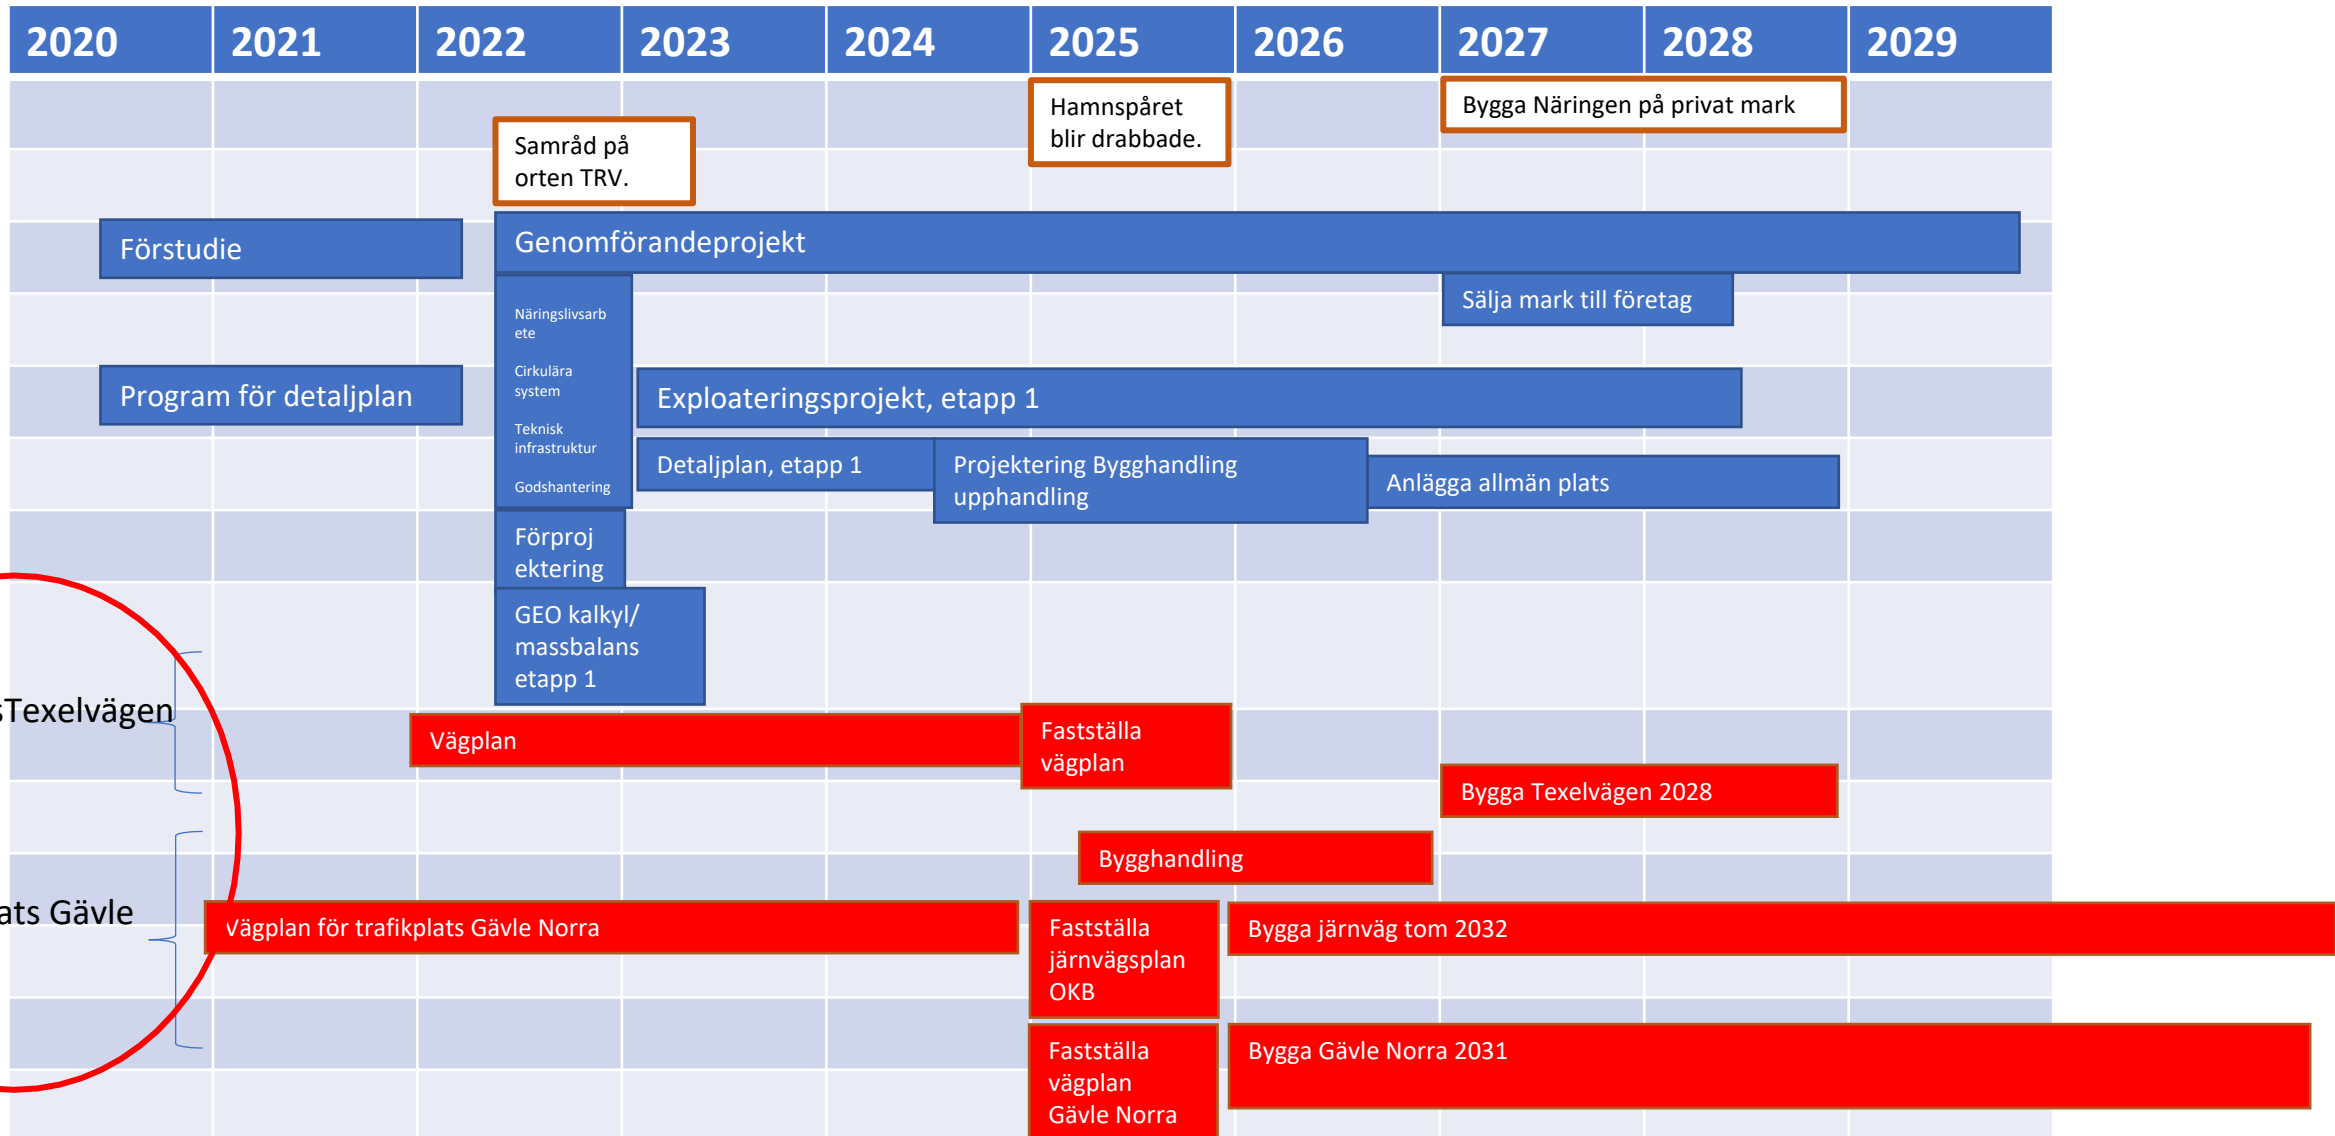 2020 2021 2022 2023 2024 2025 2026 2027 2028 2029
Hamnspåret
blir drabbade.
Bygga Näringen på privat mark
Samråd på
orten TRV.
Förstudie
Genomförandeprojekt
Sälja mark till företag
Näringslivsarb
ete
Cirkulära
system
Teknisk
infrastruktur
Godshantering
Program för detaljplan
Exploateringsprojekt, etapp 1
Detaljplan, etapp 1
Projektering Bygghandling
upphandling
Anlägga allmän plats
Förproj
ektering
GEO kalkyl/
massbalans
etapp 1
sTexelvägen
Vägplan
Fastställa
vägplan
Bygga Texelvägen 2028
Bygghandling
ats Gävle
Vägplan för trafikplats Gävle Norra
Fastställa
järnvägsplan
OKB
Bygga järnväg tom 2032
Fastställa
vägplan
Gävle Norra
Bygga Gävle Norra 2031